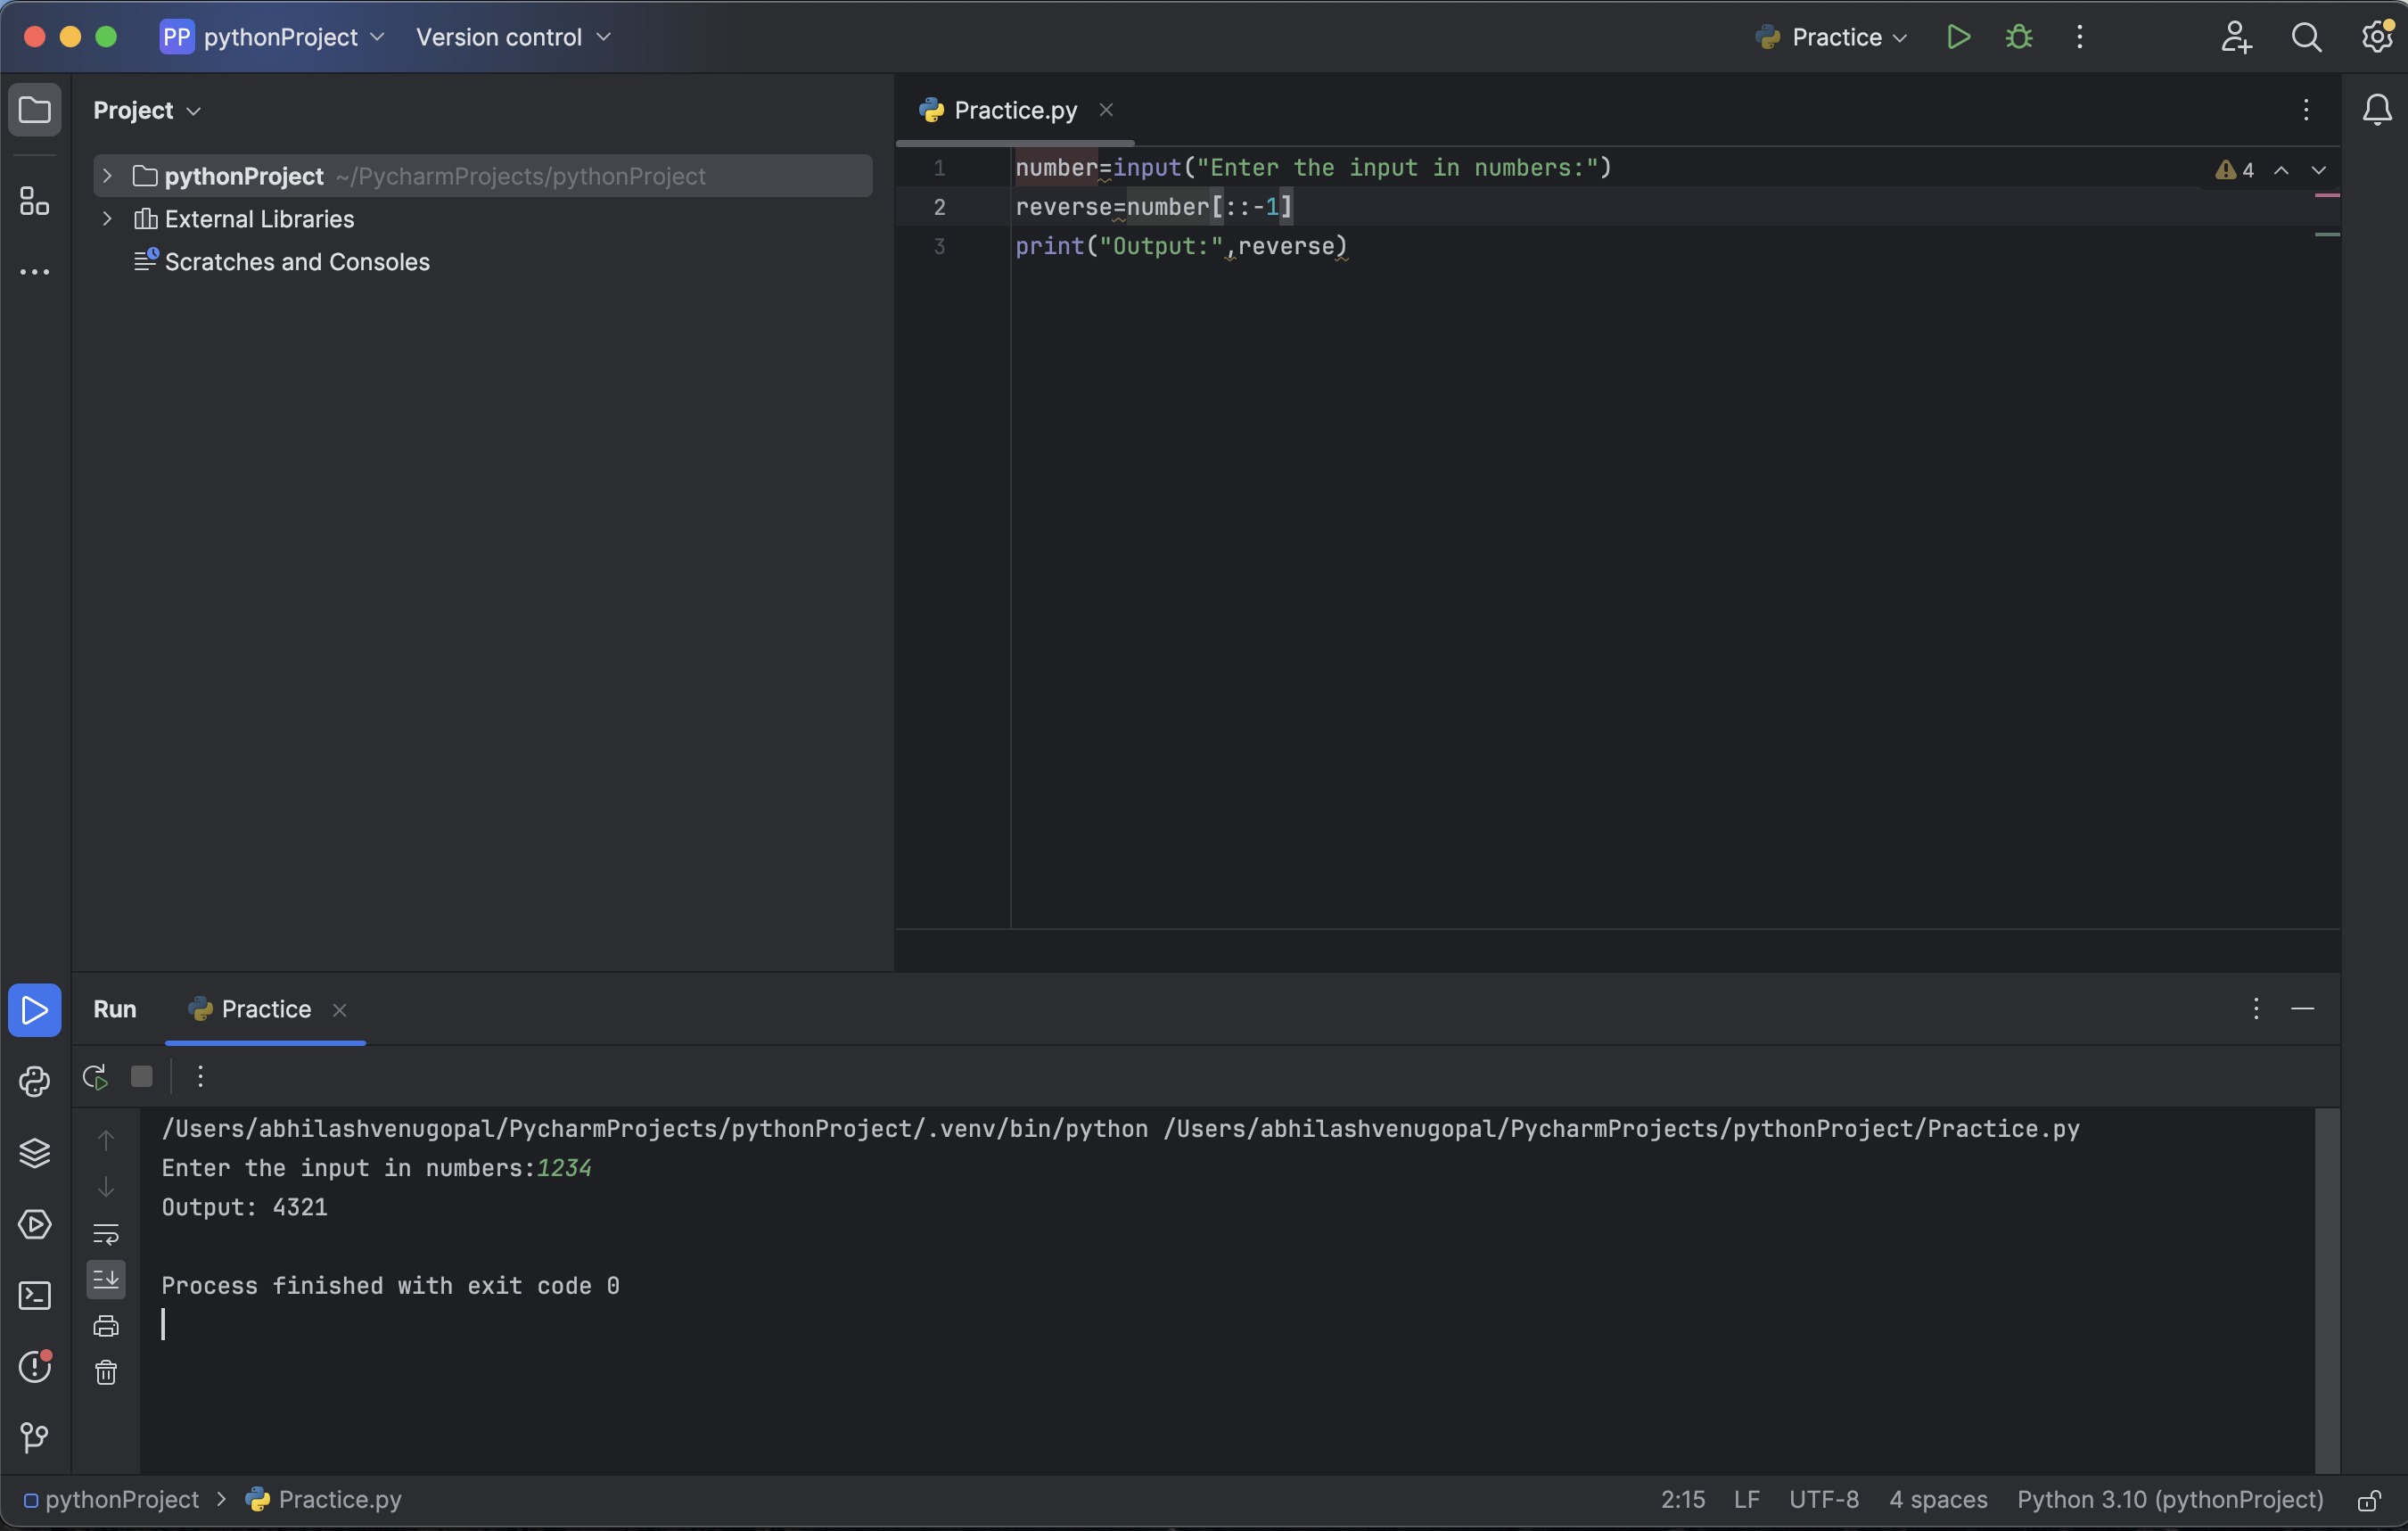 PP pythonProject Version control Practice
Project
Practice.py
pythonProject ~/PycharmProjects/pythonProject
External Libraries
Scratches and Consoles
1 number=input("Enter the input in numbers:")
2 reverse=number[::-1]
3 print("Output:",reverse)
4
Run Practice
/Users/abhilashvenugopal/PycharmProjects/pythonProject/.venv/bin/python /Users/abhilashvenugopal/PycharmProjects/pythonProject/Practice.py
Enter the input in numbers:1234
Output: 4321
Process finished with exit code 0
pythonProject > Practice.py 2:15 LF UTF-8 4 spaces Python 3.10 (pythonProject)